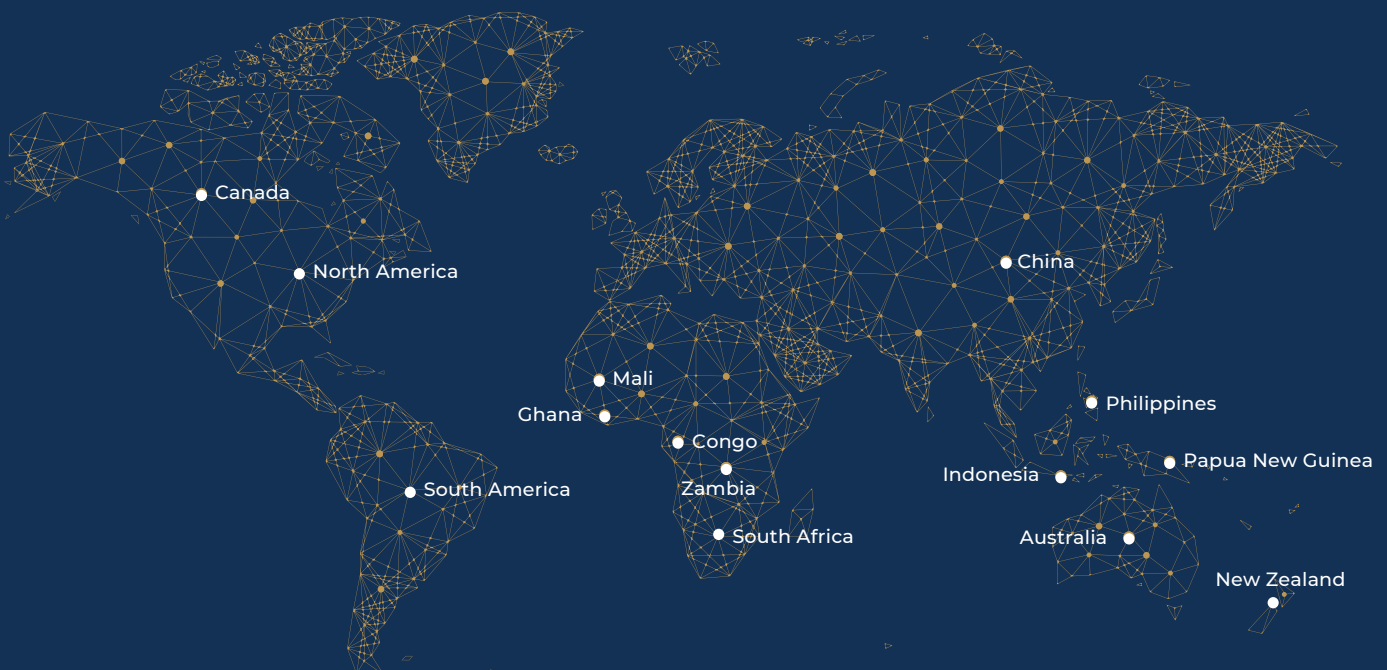 Canada
China
North America
Mali
Philippines
Ghana
Congo
Papua New Guinea
Indonesia
Zambia
South America
South Africa
Australia
New Zealand